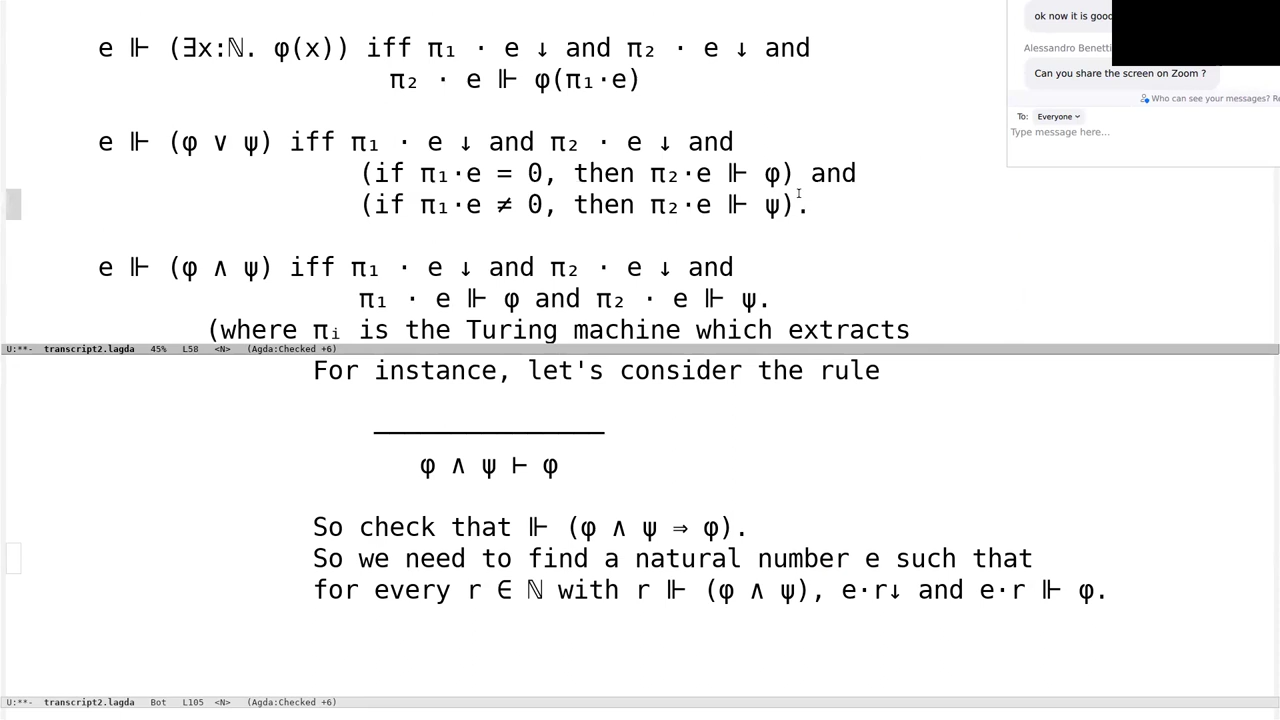 e ⊩ (∃x:ℕ. φ(x)) iff π₁ · e ↓ and π₂ · e ↓ and
π₂ · e ⊩ φ(π₁·e)
e ⊩ (φ ∨ ψ) iff π₁ · e ↓ and π₂ · e ↓ and
(if π₁·e = 0, then π₂·e ⊩ φ) and
(if π₁·e ≠ 0, then π₂·e ⊩ ψ).
e ⊩ (φ ∧ ψ) iff π₁ · e ↓ and π₂ · e ↓ and
π₁ · e ⊩ φ and π₂ · e ⊩ ψ.
(where πᵢ is the Turing machine which extracts
U:**- transcript2.lagda 45% L58 <N> (Agda:Checked +6)
For instance, let's consider the rule
φ ∧ ψ ⊢ φ
So check that ⊩ (φ ∧ ψ ⇒ φ).
So we need to find a natural number e such that
for every r ∈ ℕ with r ⊩ (φ ∧ ψ), e·r↓ and e·r ⊩ φ.
U:**- transcript2.lagda Bot L105 <N> (Agda:Checked +6)
ok now it is good
Alessandro Benetti
Can you share the screen on Zoom ?
Who can see your messages? Re
To: Everyone
Type message here...